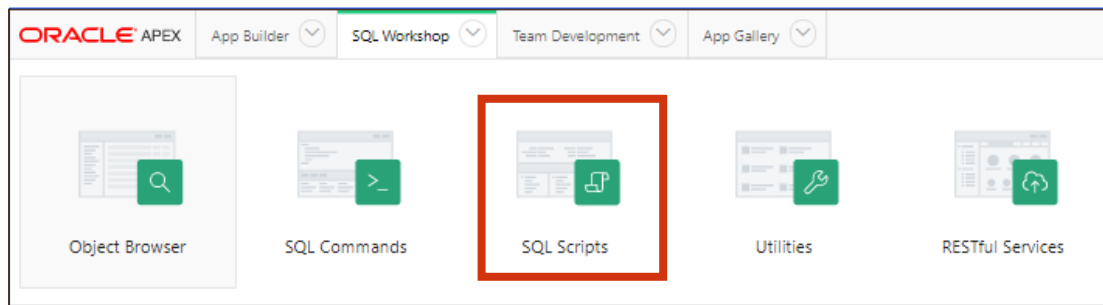 ORACLE APEX App Builder SQL Workshop Team Development App Gallery
>_
Object Browser SQL Commands SQL Scripts Utilities RESTful Services